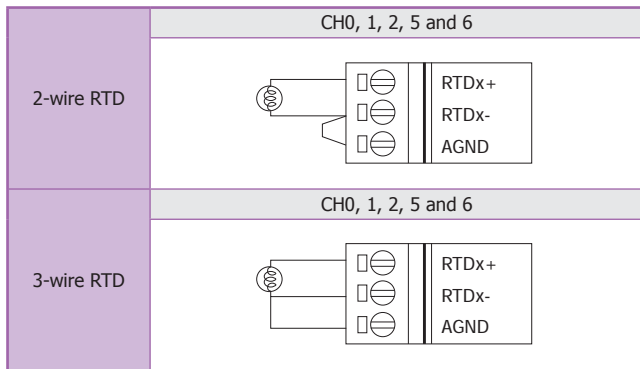 CH0, 1, 2, 5 and 6
2-wire RTD
RTDx+
RTDx-
AGND
CH0, 1, 2, 5 and 6
3-wire RTD
RTDx+
RTDx-
AGND